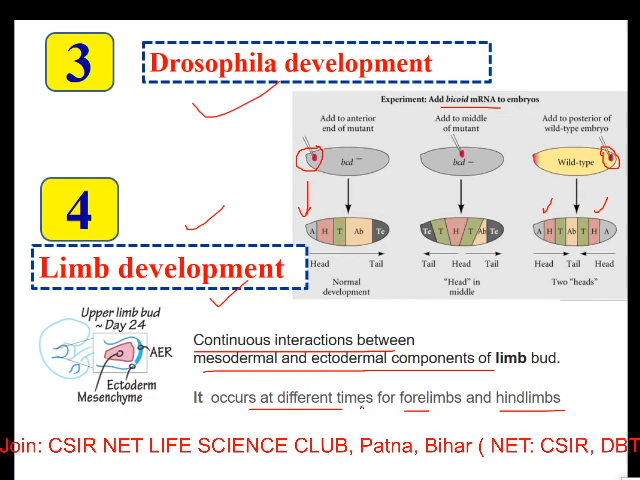 3
Drosophila development
Experiment: Add bicoid mRNA to embryos
Add to anterior
end of mutant
Add to middle
of mutant
Add to posterior of
wild-type embryo
bcd −
bcd −
Wild-type
A H T Ab Te
Te T H T Ab Te
A H T Ab T H A
Head Tail
Tail Head Tail
Head Tail Head
Normal
development
"Head" in
middle
Two "heads"
4
Limb development
Upper limb bud
~ Day 24
AER
Ectoderm
Mesenchyme
Continuous interactions between
mesodermal and ectodermal components of limb bud.
It occurs at different times for forelimbs and hindlimbs
Join: CSIR NET LIFE SCIENCE CLUB, Patna, Bihar ( NET: CSIR, DBT